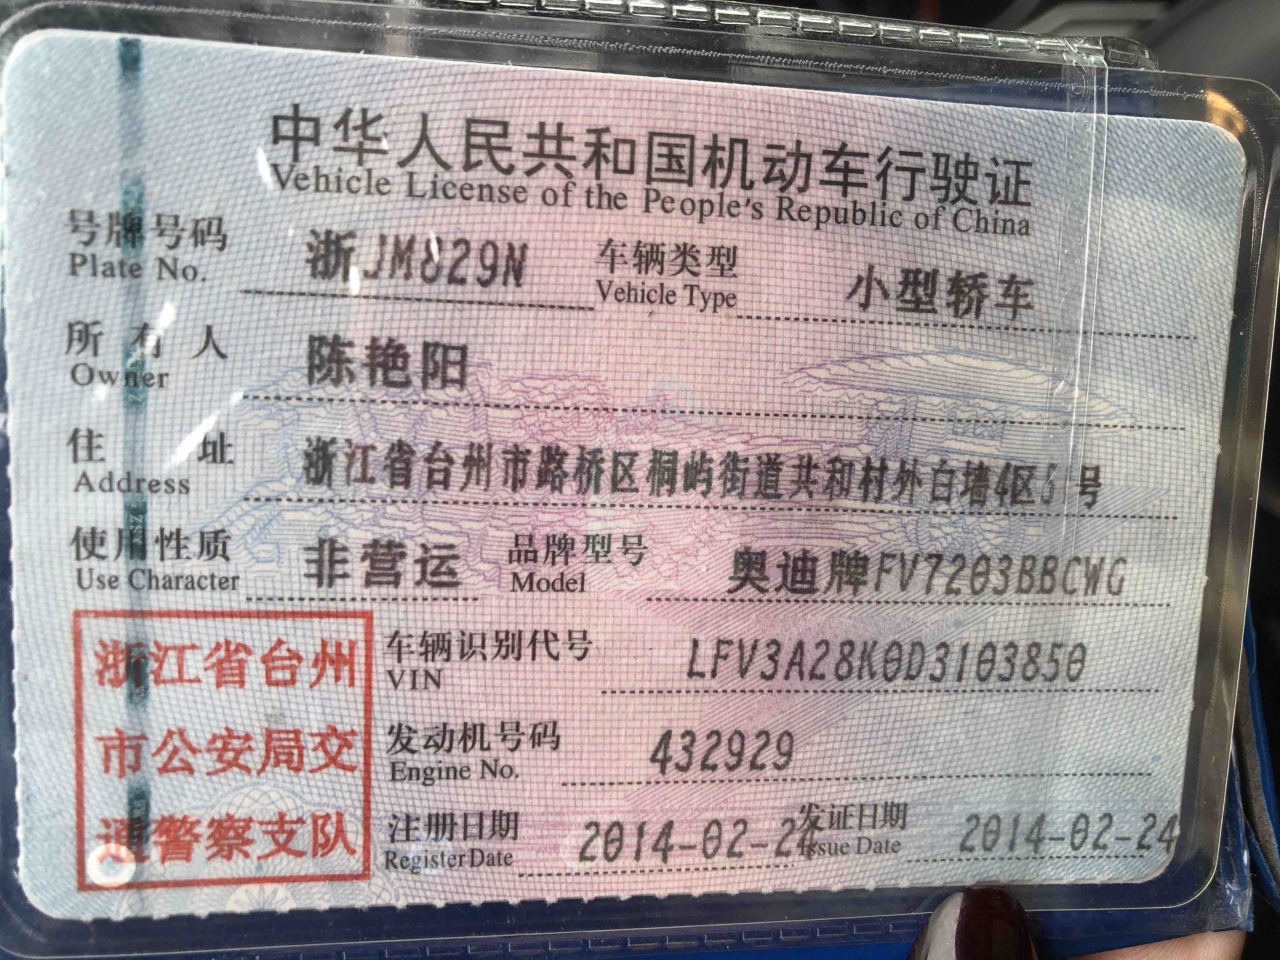 中华人民共和国机动车行驶证
Vehicle License of the People's Republic of China
号牌号码 浙JM829N 车辆类型 小型轿车
Plate No. Vehicle Type
所有人 陈艳阳
Owner
住址 浙江省台州市路桥区桐屿街道共和村外白墙4区 号
Address
使用性质 非营运 品牌型号 奥迪牌FV7203BBCWG
Use Character Model
浙江省台州
市公安局交
通警察支队
车辆识别代号 LFV3A28K0D3103850
VIN
发动机号码 432929
Engine No.
注册日期 2014-02-24 发证日期 2014-02-24
Register Date Issue Date